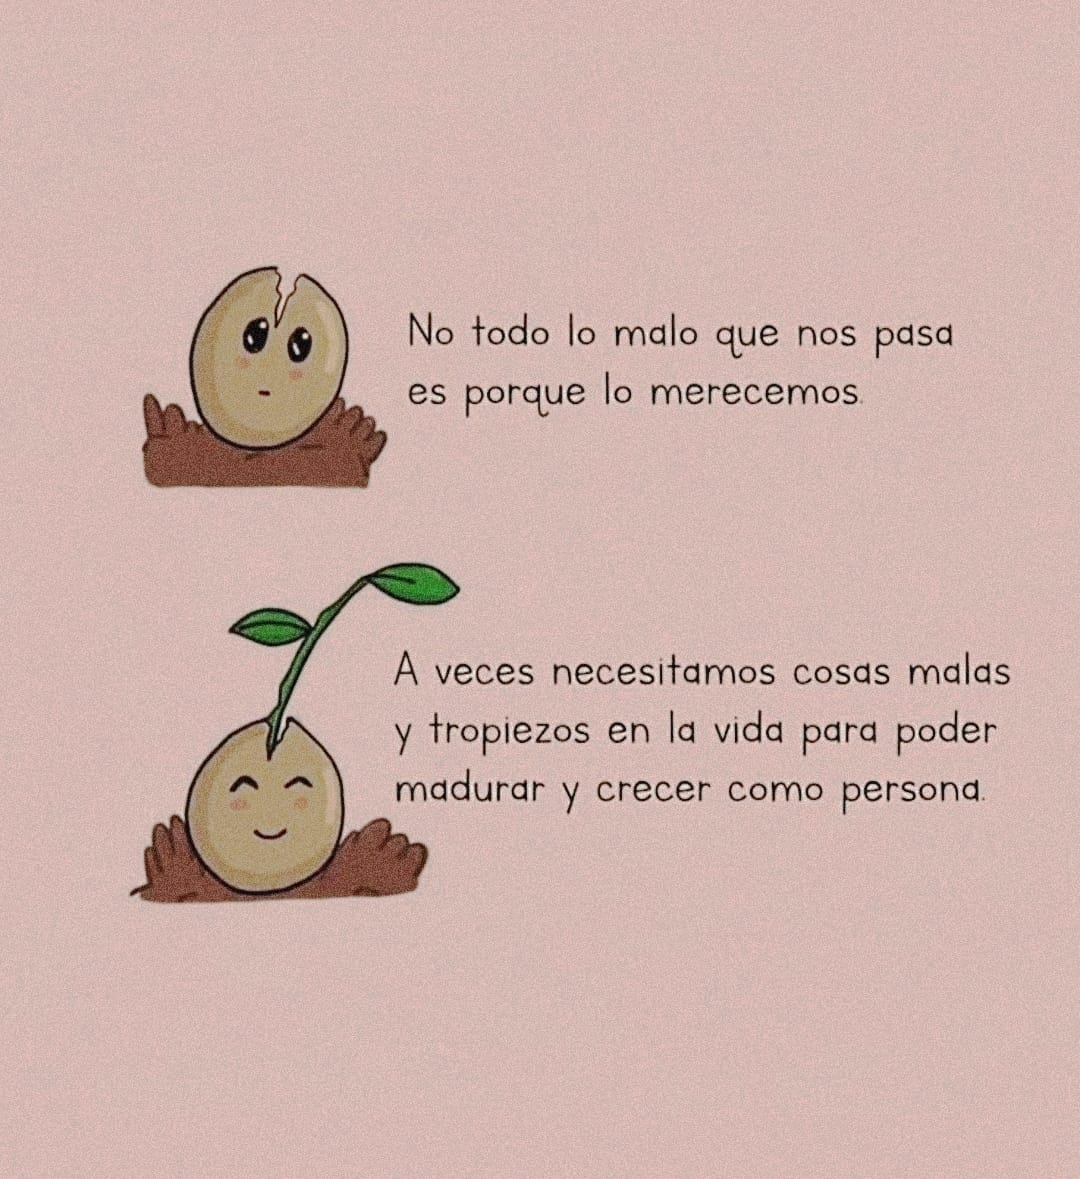 No todo lo malo que nos pasa
es porque lo merecemos.
A veces necesitamos cosas malas
y tropiezos en la vida para poder
madurar y crecer como persona.